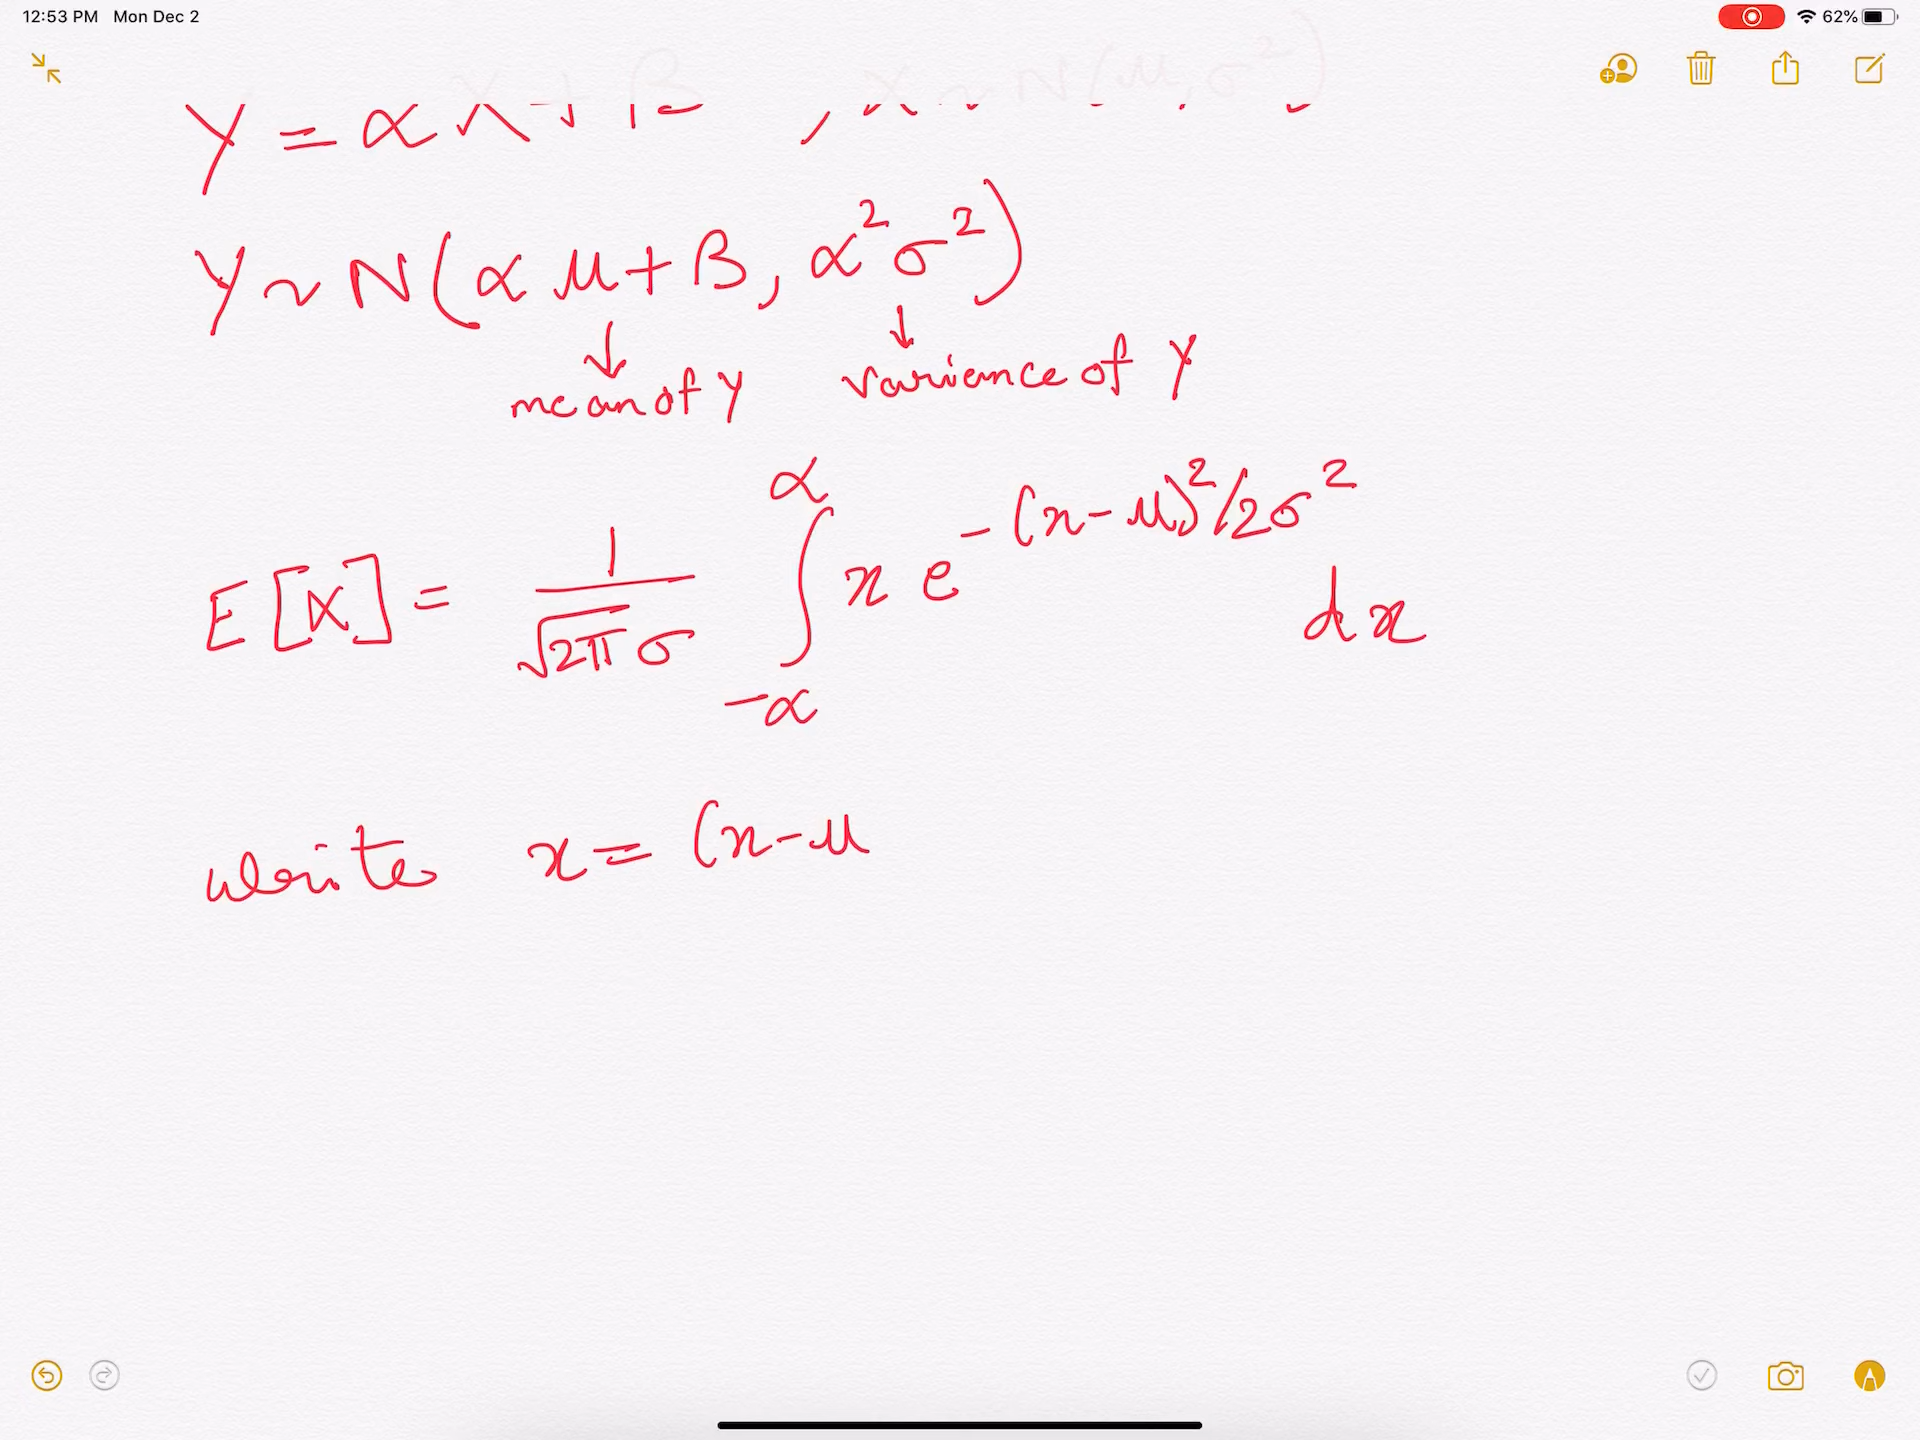 12:53 PM Mon Dec 2 62%
Y = αX + β , X ~ N(μ, σ²)
Y ~ N(αμ + β, α²σ²)
↓ ↓
mean of Y variance of Y
E[X] = 1/√2π σ ∫_{-α}^{α} x e^{-(x-μ)²/2σ²} dx
write x = (x-μ